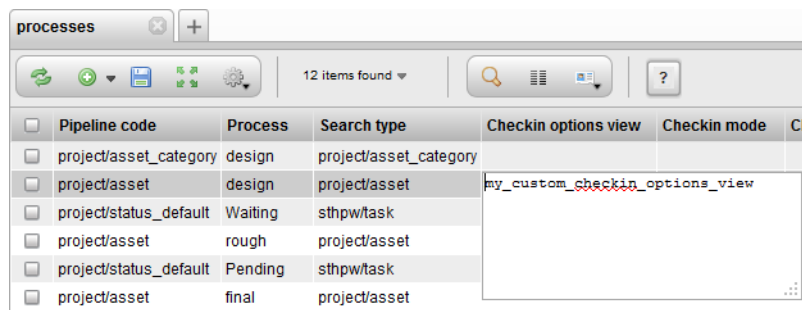 processes
+
12 items found
?
Pipeline code Process Search type Checkin options view Checkin mode C
project/asset_category design project/asset_category
project/asset design project/asset my_custom_checkin_options_view
project/status_default Waiting sthpw/task
project/asset rough project/asset
project/status_default Pending sthpw/task
project/asset final project/asset